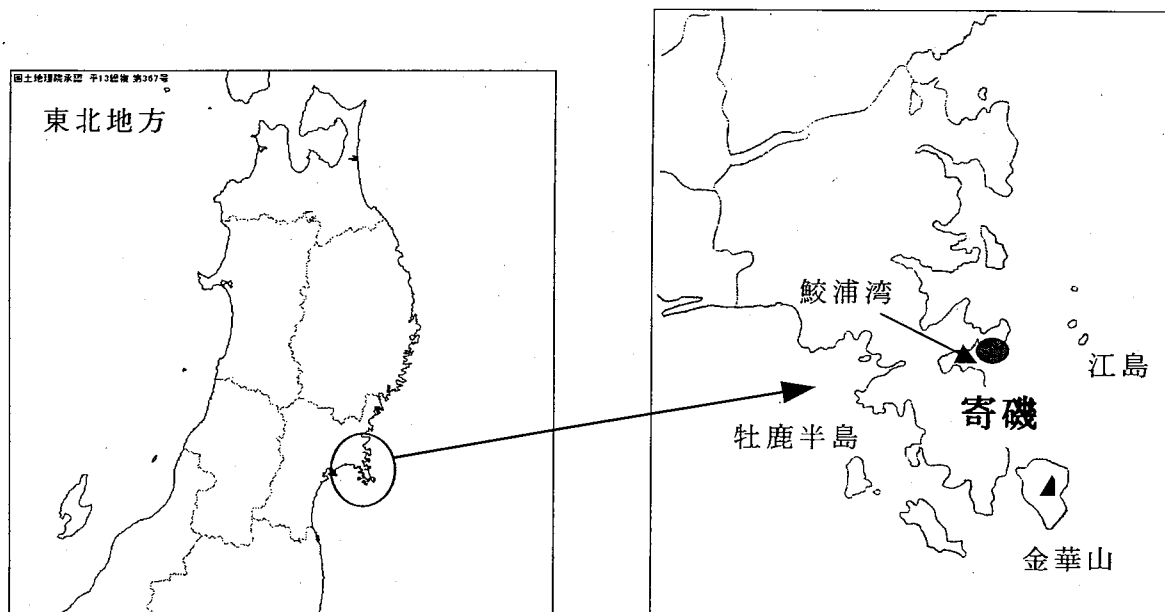 国土地理院承認 平13総複 第367号
東北地方
鮫浦湾
江島
寄磯
牡鹿半島
金華山